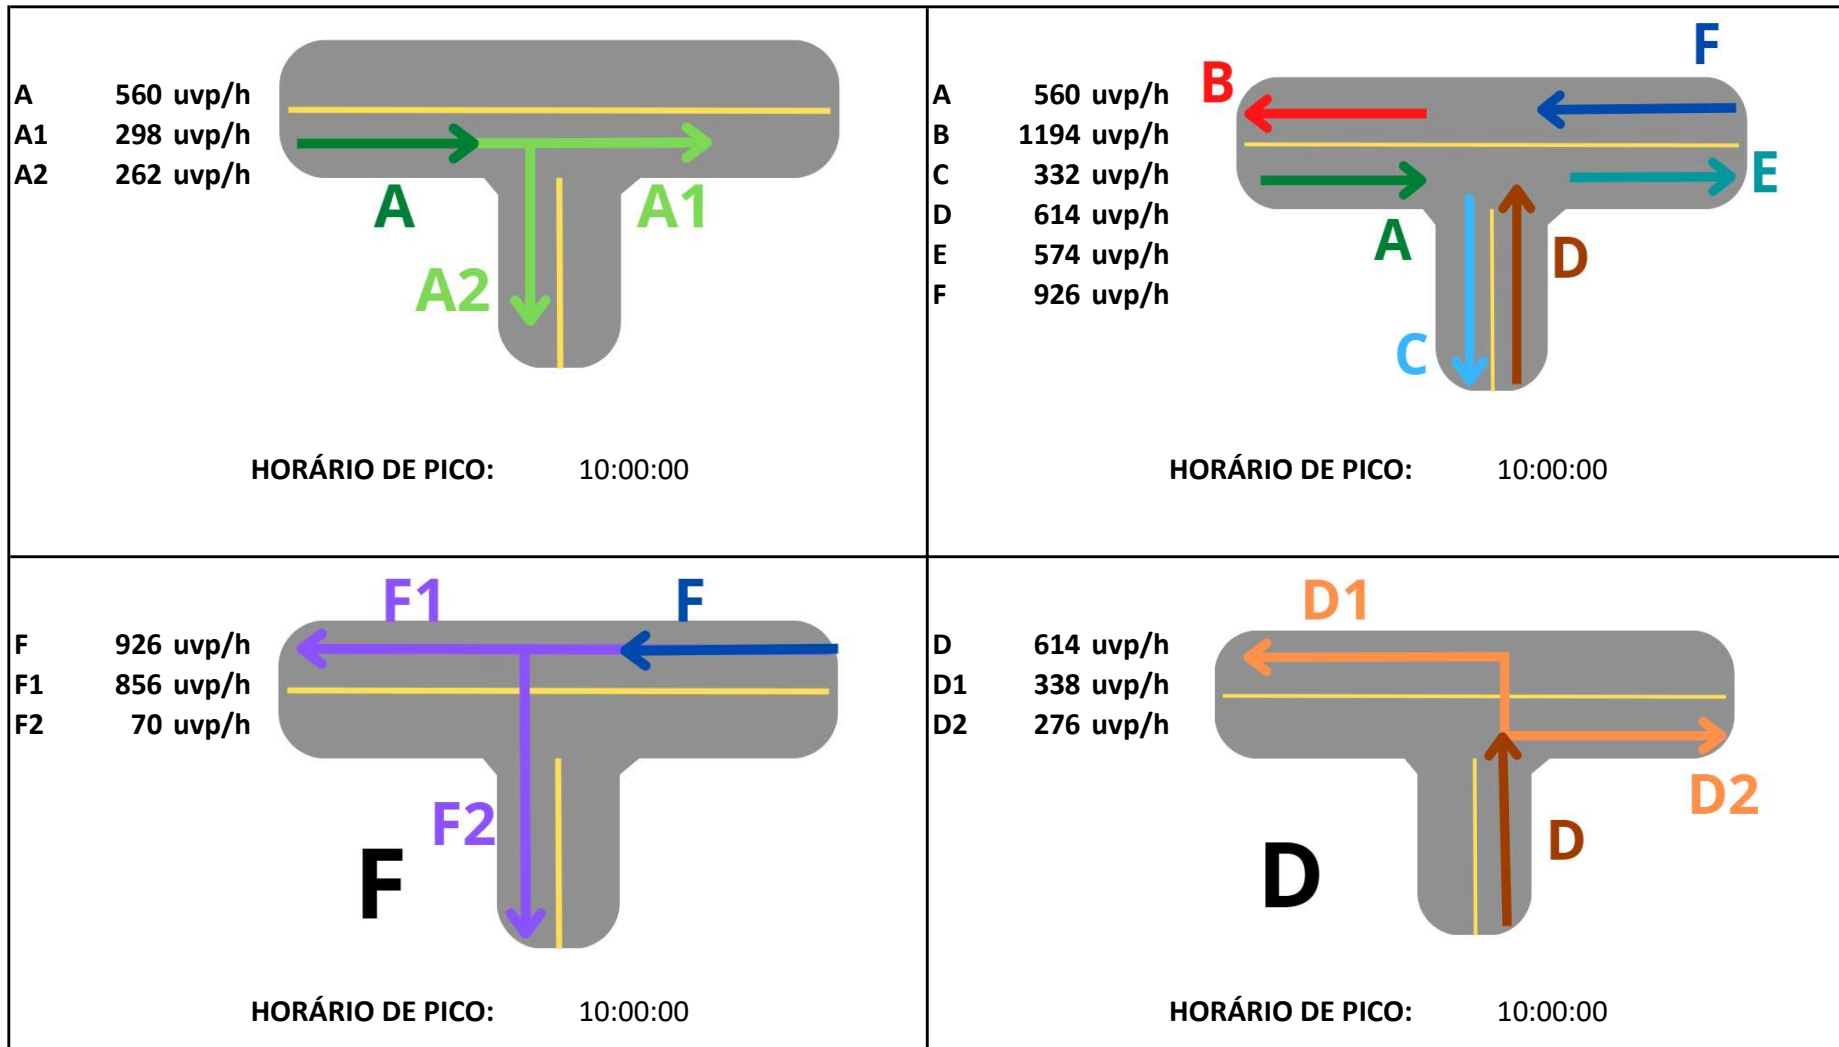 A 560 uvp/h
A1 298 uvp/h
A2 262 uvp/h
A
A1
A2
HORÁRIO DE PICO: 10:00:00
F
B
A 560 uvp/h
B 1194 uvp/h
C 332 uvp/h
D 614 uvp/h
E 574 uvp/h
F 926 uvp/h
E
A
D
C
HORÁRIO DE PICO: 10:00:00
F1
F
F 926 uvp/h
F1 856 uvp/h
F2 70 uvp/h
F2
F
HORÁRIO DE PICO: 10:00:00
D1
D 614 uvp/h
D1 338 uvp/h
D2 276 uvp/h
D2
D
D
HORÁRIO DE PICO: 10:00:00